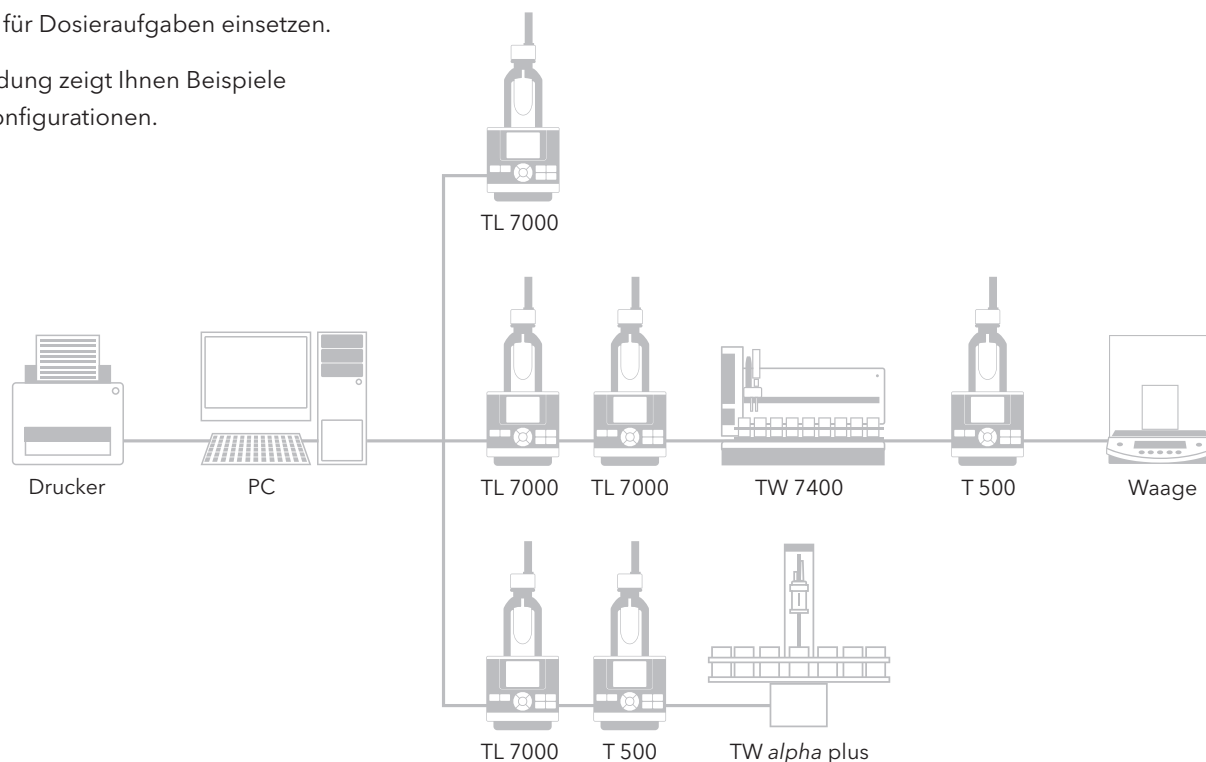 für Dosieraufgaben einsetzen.
dung zeigt Ihnen Beispiele
onfigurationen.
TL 7000
Drucker
PC
TL 7000
TL 7000
TW 7400
T 500
Waage
TL 7000
T 500
TW alpha plus